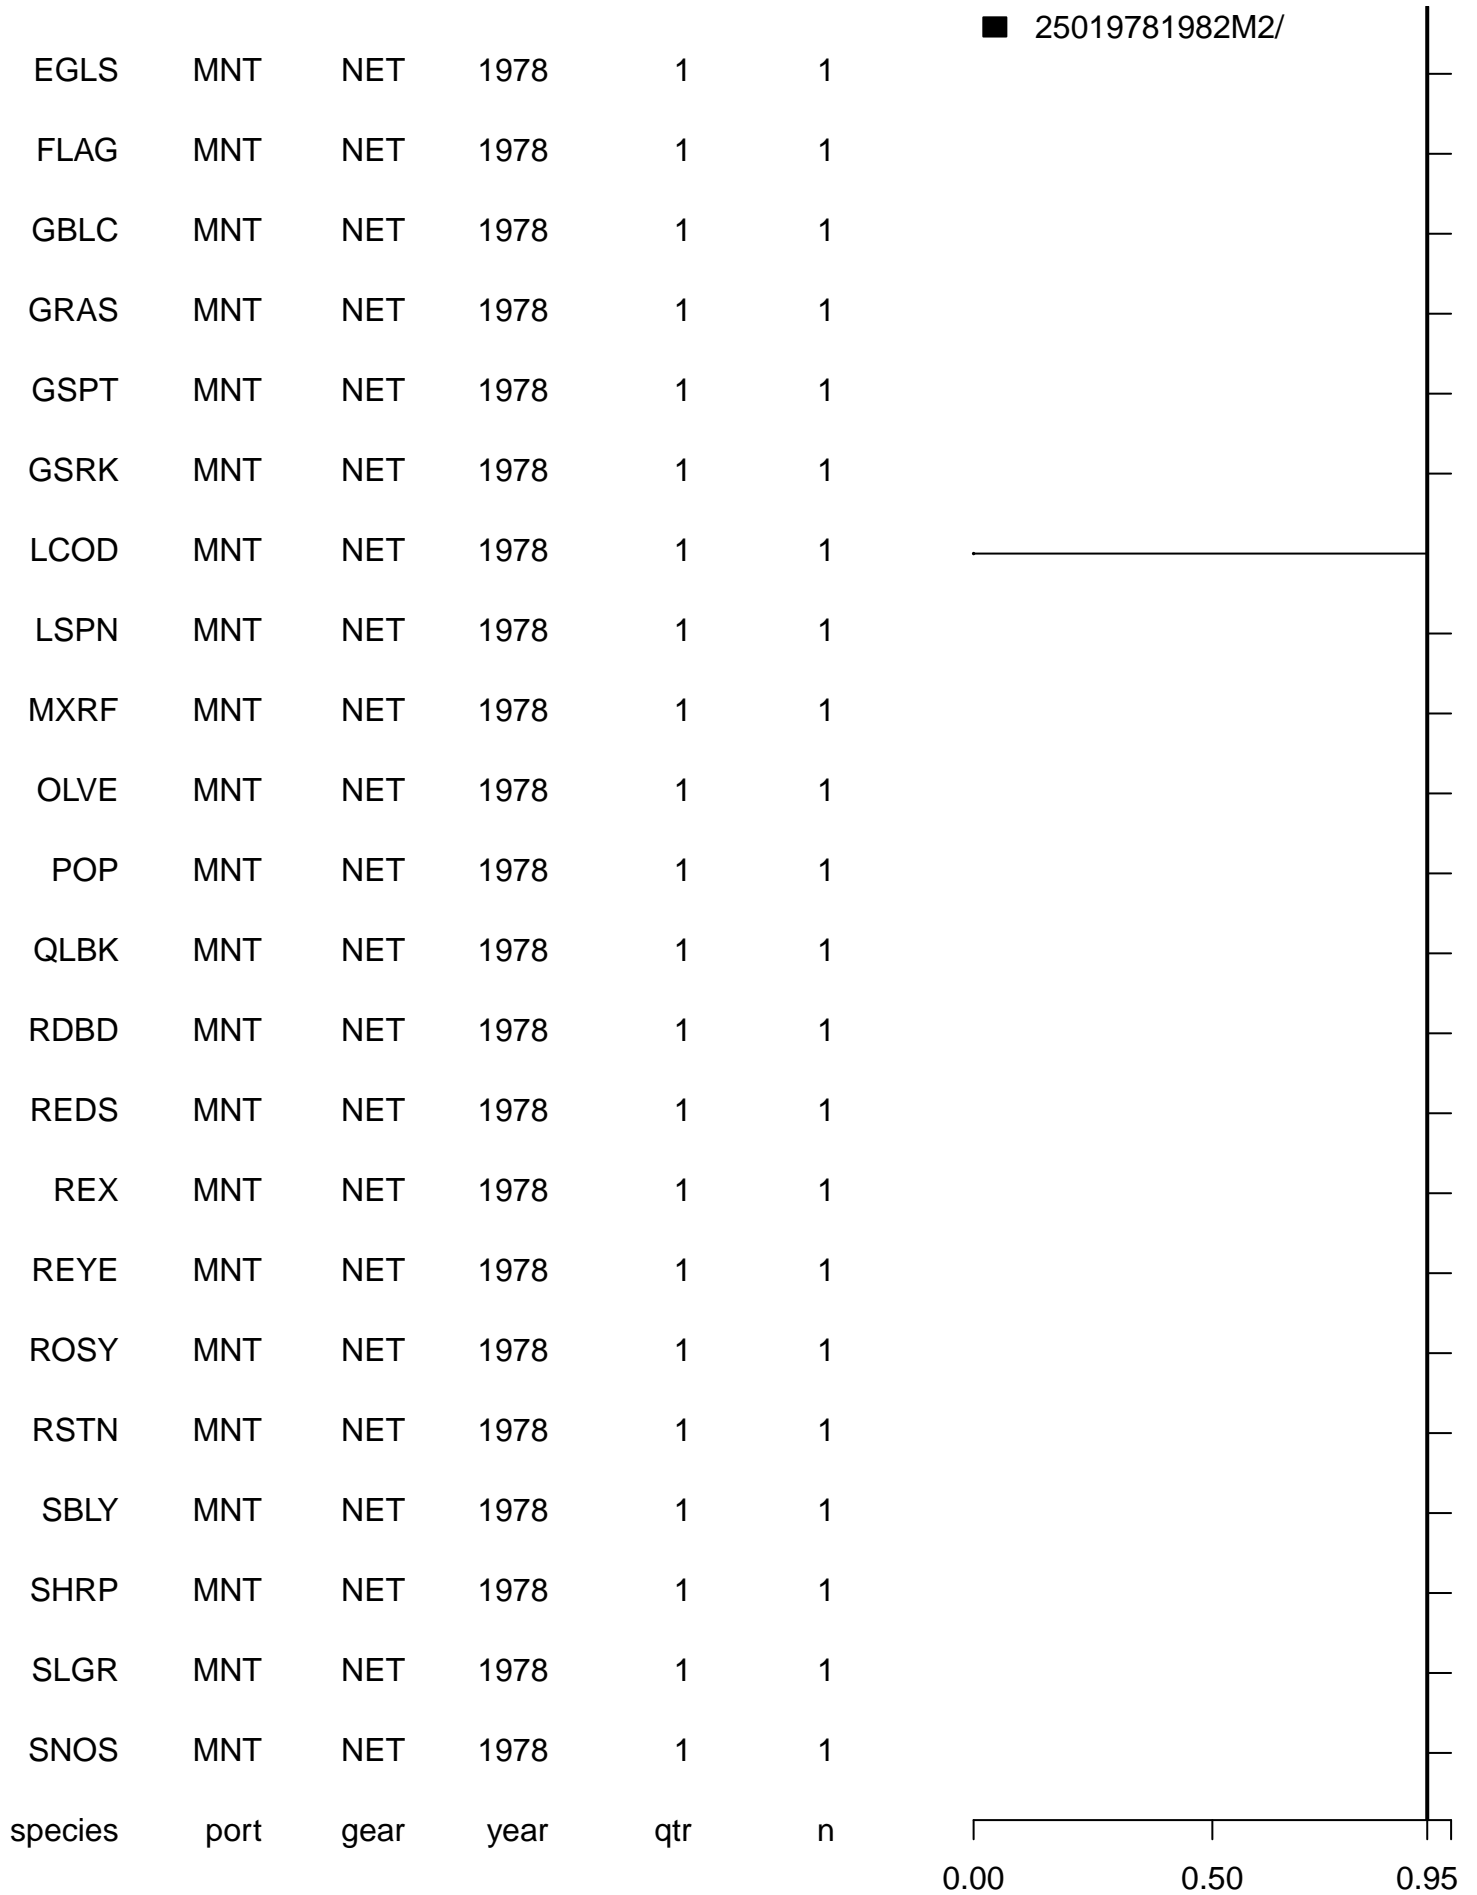 25019781982M2/
EGLS MNT NET 1978 1 1
FLAG MNT NET 1978 1 1
GBLC MNT NET 1978 1 1
GRAS MNT NET 1978 1 1
GSPT MNT NET 1978 1 1
GSRK MNT NET 1978 1 1
LCOD MNT NET 1978 1 1
LSPN MNT NET 1978 1 1
MXRF MNT NET 1978 1 1
OLVE MNT NET 1978 1 1
POP MNT NET 1978 1 1
QLBK MNT NET 1978 1 1
RDBD MNT NET 1978 1 1
REDS MNT NET 1978 1 1
REX MNT NET 1978 1 1
REYE MNT NET 1978 1 1
ROSY MNT NET 1978 1 1
RSTN MNT NET 1978 1 1
SBLY MNT NET 1978 1 1
SHRP MNT NET 1978 1 1
SLGR MNT NET 1978 1 1
SNOS MNT NET 1978 1 1
species port gear year qtr n
0.00 0.50 0.95